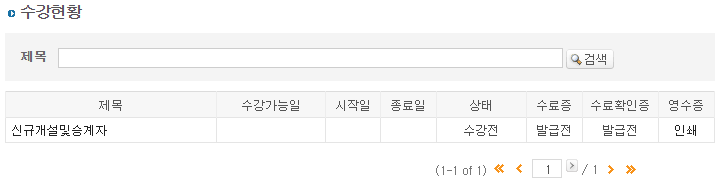 수강현황
제목 검색
제목 수강가능일 시작일 종료일 상태 수료증 수료확인증 영수증
신규개설및승계자 수강전 발급전 발급전 인쇄
(1-1 of 1) 1 / 1